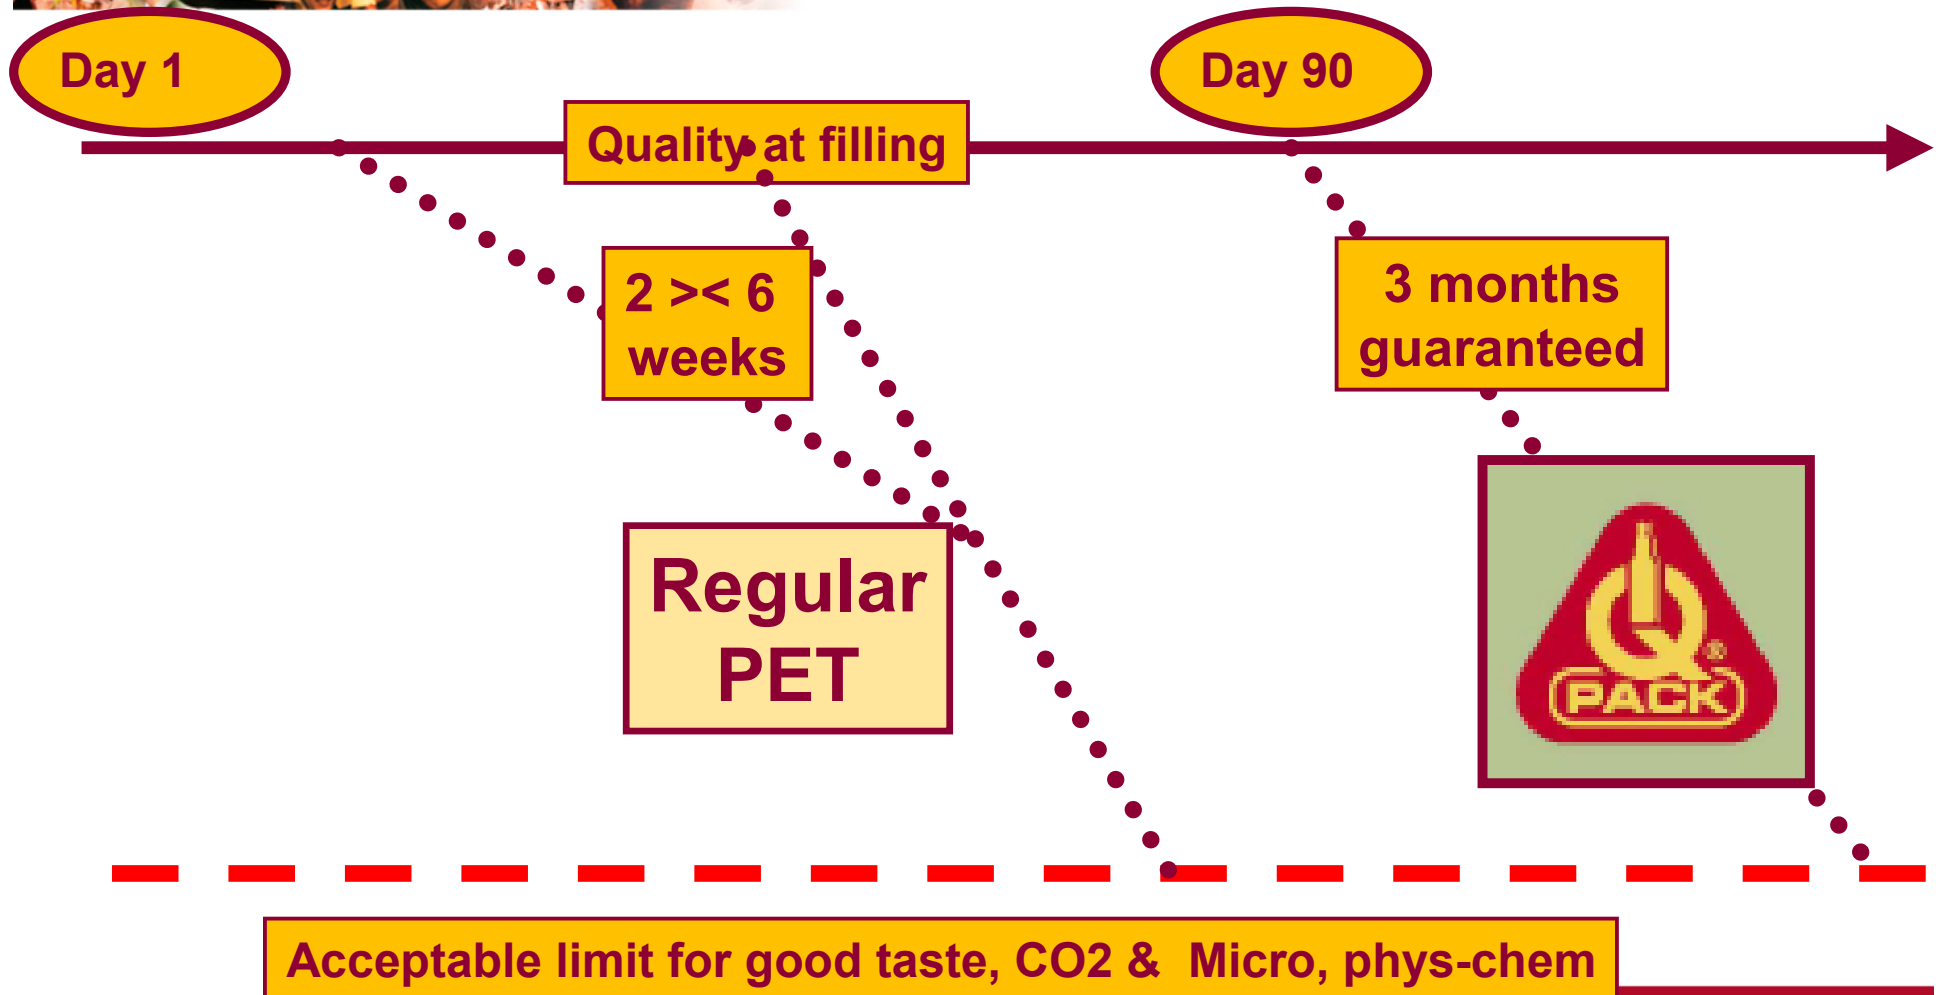 Day 1
Day 90
Quality at filling
2 >< 6
weeks
3 months
guaranteed
Regular
PET
Q
®
PACK
Acceptable limit for good taste, CO2 & Micro, phys-chem